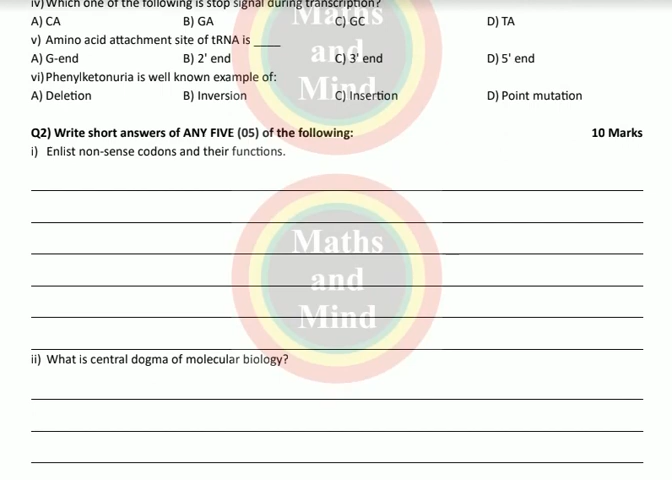 iv) Which one of the following is stop signal during transcription?
A) CA B) GA C) GC D) TA
v) Amino acid attachment site of tRNA is ____
A) G-end B) 2' end C) 3' end D) 5' end
vi) Phenylketonuria is well known example of:
A) Deletion B) Inversion C) Insertion D) Point mutation
Q2) Write short answers of ANY FIVE (05) of the following: 10 Marks
i) Enlist non-sense codons and their functions.
ii) What is central dogma of molecular biology?
Maths
and
Mind
Maths
and
Mind